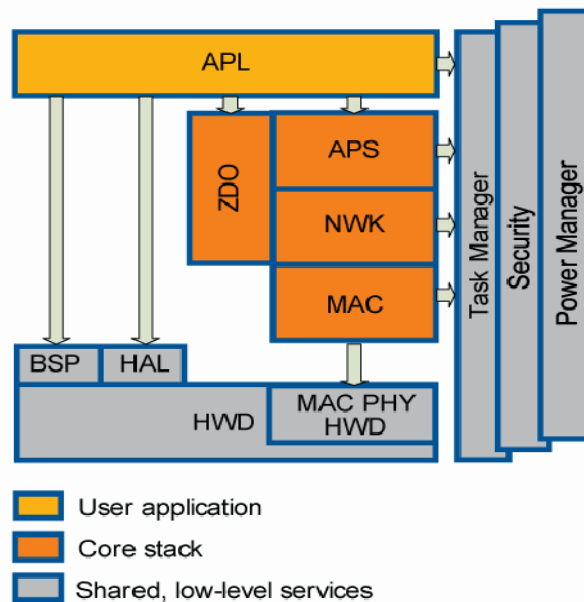 APL
ZDO
APS
NWK
MAC
BSP
HAL
HWD
MAC PHY
HWD
Task Manager
Security
Power Manager
User application
Core stack
Shared, low-level services